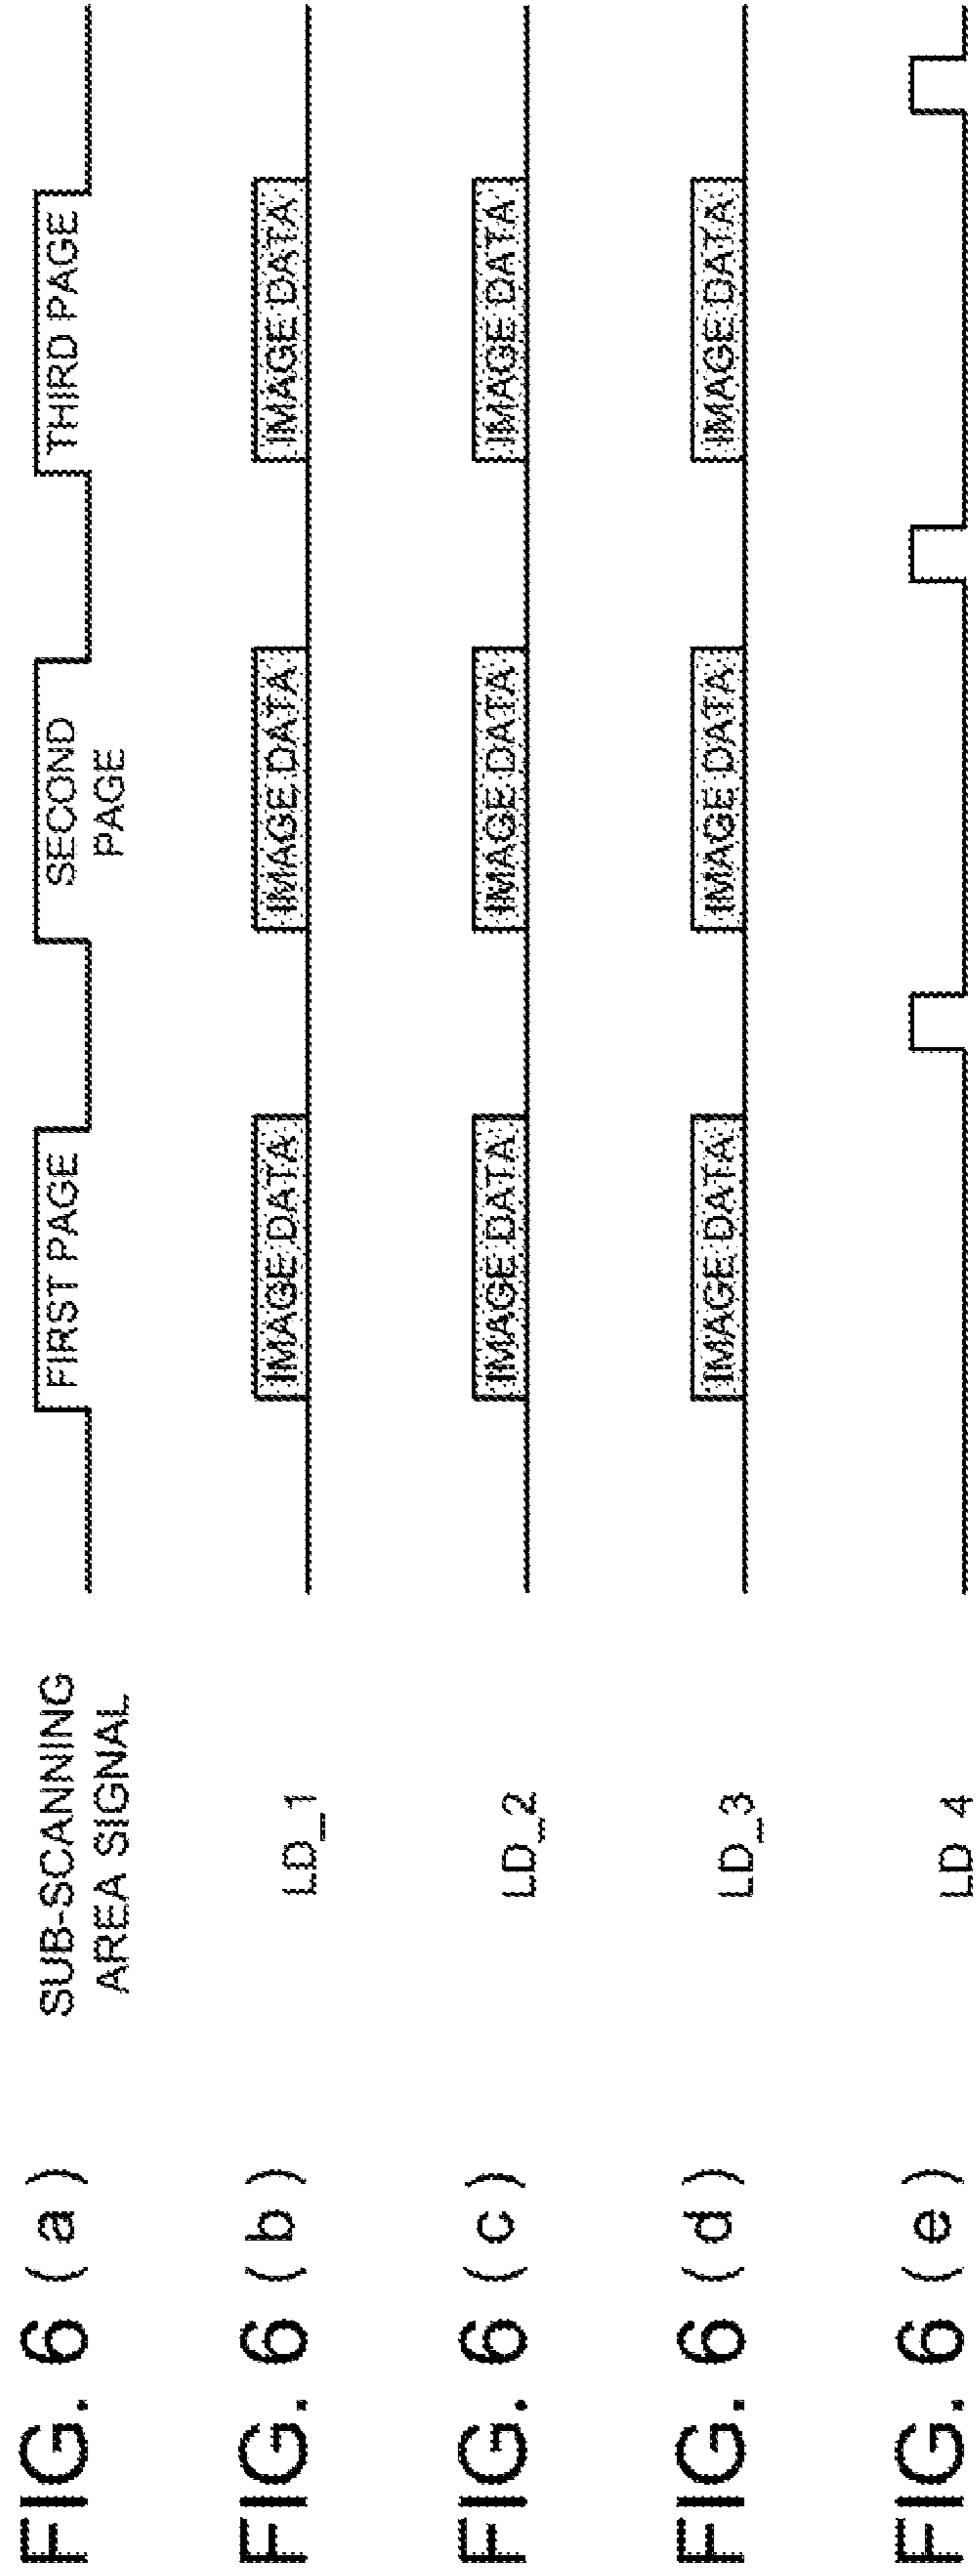 FIG. 6 (a)
SUB-SCANNING
AREA SIGNAL
FIRST PAGE
SECOND
PAGE
THIRD PAGE
FIG. 6 (b)
LD_1
IMAGE DATA
IMAGE DATA
IMAGE DATA
FIG. 6 (c)
LD_2
IMAGE DATA
IMAGE DATA
IMAGE DATA
FIG. 6 (d)
LD_3
IMAGE DATA
IMAGE DATA
IMAGE DATA
FIG. 6 (e)
LD_4